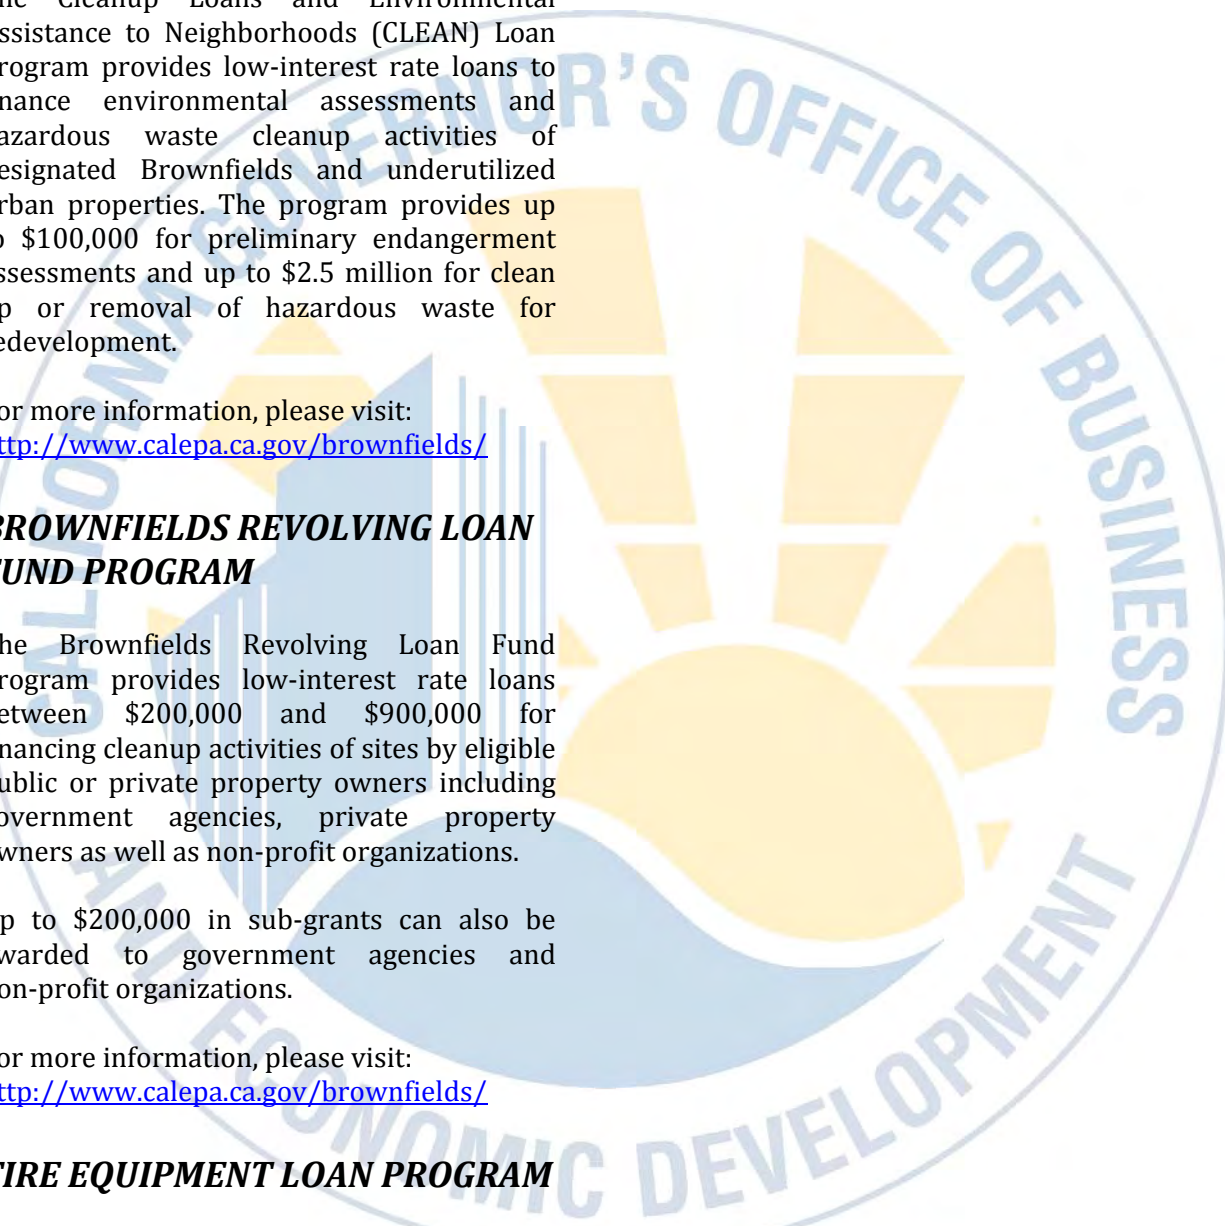 he Cleanup Loans and Environmental
ssistance to Neighborhoods (CLEAN) Loan
rogram provides low-interest rate loans to
nance environmental assessments and
azardous waste cleanup activities of
esignated Brownfields and underutilized
rban properties. The program provides up
o $100,000 for preliminary endangerment
ssessments and up to $2.5 million for clean
p or removal of hazardous waste for
edevelopment.
or more information, please visit:
ttp://www.calepa.ca.gov/brownfields/
BROWNFIELDS REVOLVING LOAN
FUND PROGRAM
he Brownfields Revolving Loan Fund
rogram provides low-interest rate loans
etween $200,000 and $900,000 for
nancing cleanup activities of sites by eligible
ublic or private property owners including
overnment agencies, private property
wners as well as non-profit organizations.
p to $200,000 in sub-grants can also be
warded to government agencies and
on-profit organizations.
or more information, please visit:
ttp://www.calepa.ca.gov/brownfields/
TIRE EQUIPMENT LOAN PROGRAM
CALIFORNIA GOVERNOR'S OFFICE OF BUSINESS
AND ECONOMIC DEVELOPMENT